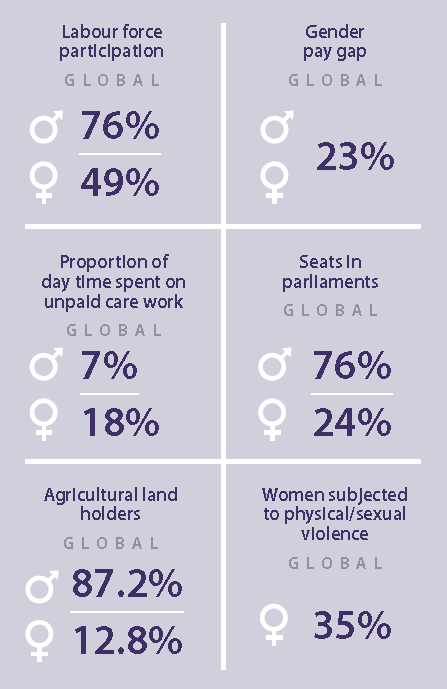 Labour force
participation
GLOBAL
76%
49%
Gender
pay gap
GLOBAL
23%
Proportion of
day time spent on
unpaid care work
GLOBAL
7%
18%
Seats in
parliaments
GLOBAL
76%
24%
Agricultural land
holders
GLOBAL
87.2%
12.8%
Women subjected
to physical/sexual
violence
GLOBAL
35%